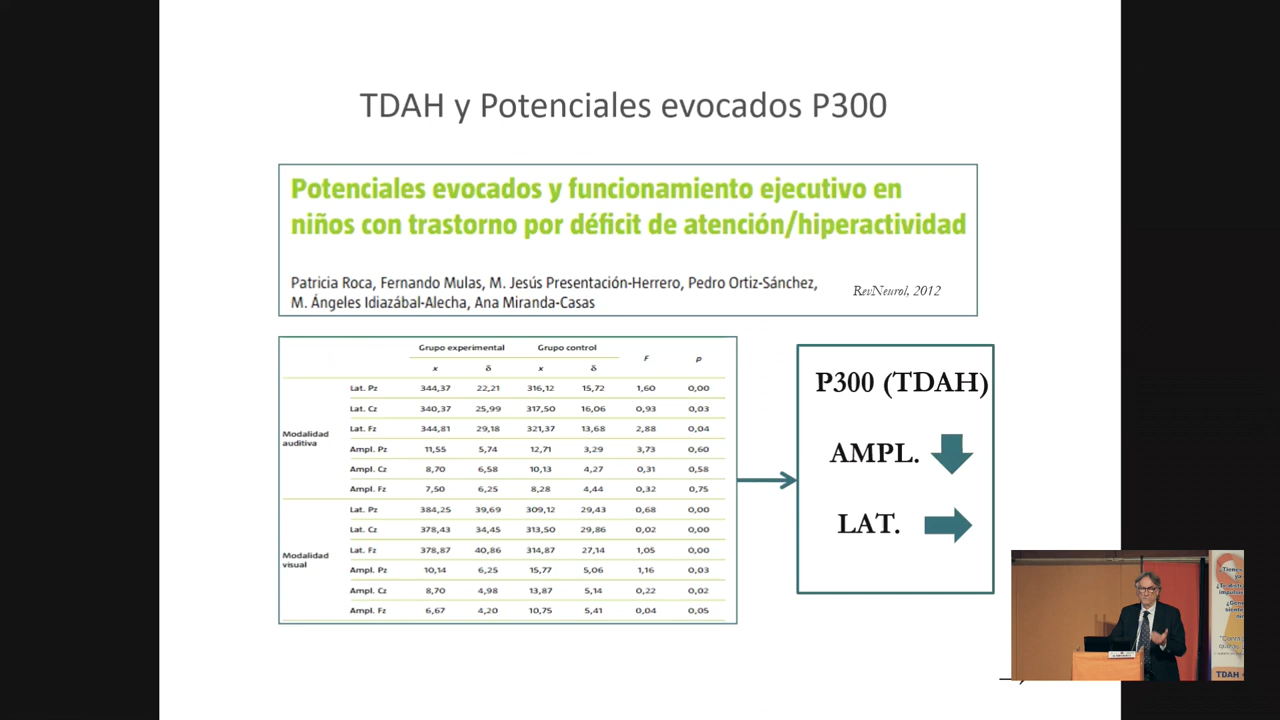 TDAH y Potenciales evocados P300
Potenciales evocados y funcionamiento ejecutivo en
niños con trastorno por déficit de atención/hiperactividad
Patricia Roca, Fernando Mulas, M. Jesús Presentación-Herrero, Pedro Ortiz-Sánchez,
M. Ángeles Idiazábal-Alecha, Ana Miranda-Casas
RevNeurol, 2012
Grupo experimental Grupo control F p
x δ x δ
Modalidad auditiva
Lat. Pz 344,37 22,21 316,12 15,72 1,60 0,00
Lat. Cz 340,37 25,99 317,50 16,06 0,93 0,03
Lat. Fz 344,81 29,18 321,37 13,68 2,88 0,04
Ampl. Pz 11,55 5,74 12,71 3,29 3,73 0,60
Ampl. Cz 8,70 6,58 10,13 4,27 0,31 0,58
Ampl. Fz 7,50 6,25 8,28 4,44 0,32 0,75
Modalidad visual
Lat. Pz 384,25 39,69 309,12 29,43 0,68 0,00
Lat. Cz 378,43 34,45 313,50 29,86 0,02 0,00
Lat. Fz 378,87 40,86 314,87 27,14 1,05 0,00
Ampl. Pz 10,14 6,25 15,77 5,06 1,16 0,03
Ampl. Cz 8,70 4,98 13,87 5,14 0,22 0,02
Ampl. Fz 6,67 4,20 10,75 5,41 0,04 0,05
P300 (TDAH)
AMPL.
LAT.
TDAH